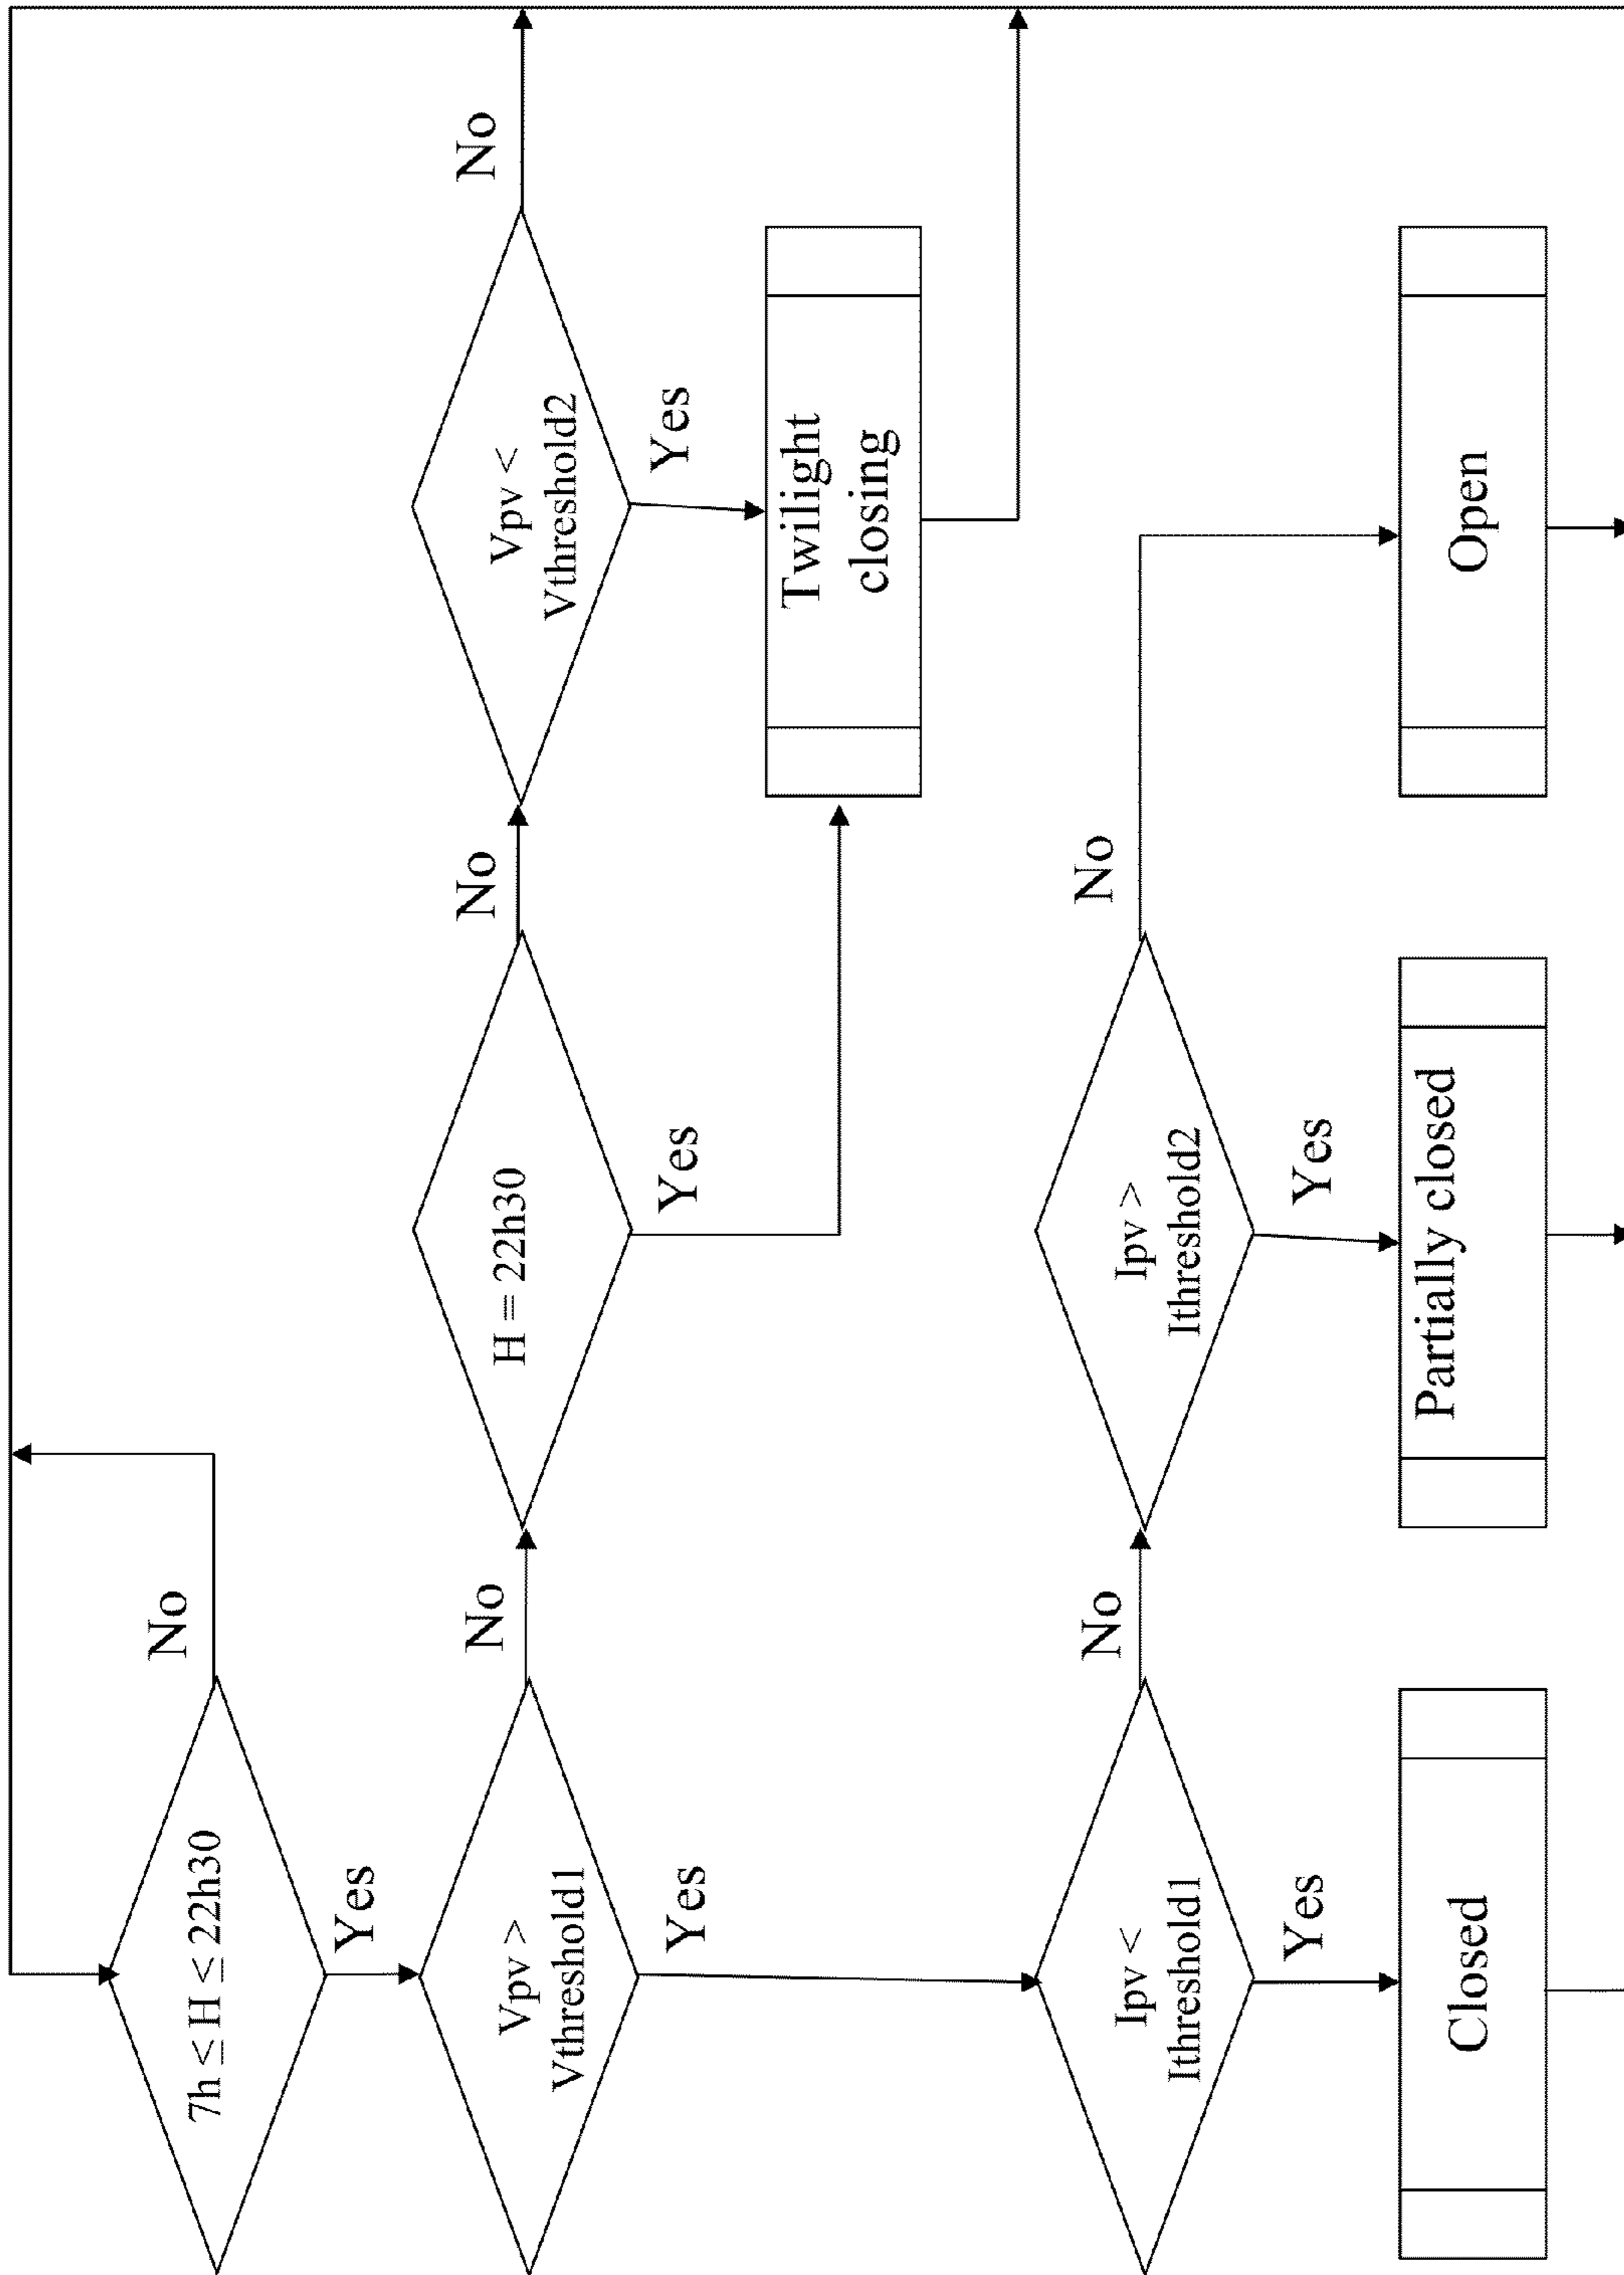 7h ≤ H ≤ 22h30
No
Yes
Vpv >
Vthreshold1
No
Yes
H = 22h30
No
Yes
Vpv <
Vthreshold2
No
Yes
Twilight
closing
Ipv <
Ithreshold1
No
Yes
Ipv >
Ithreshold2
No
Yes
Closed
Partially closed
Open